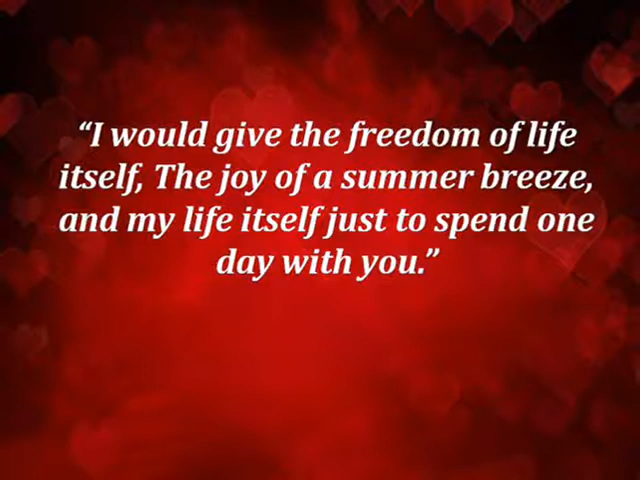 “I would give the freedom of life
itself, The joy of a summer breeze,
and my life itself just to spend one
day with you.”